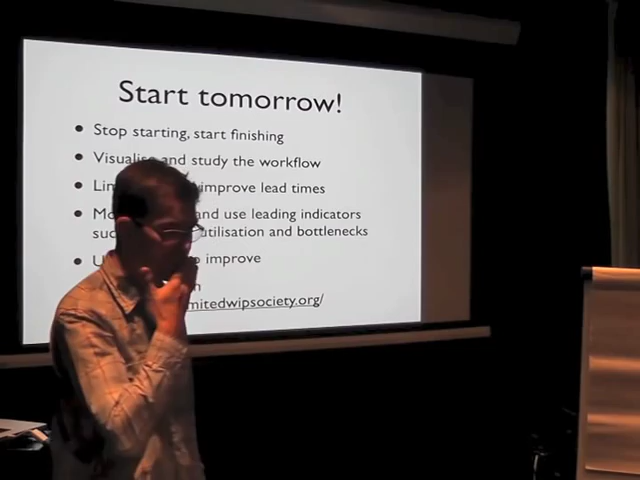 Start tomorrow!
• Stop starting, start finishing
• Visualise and study the workflow
• improve lead times
• and use leading indicators
utilisation and bottlenecks
• improve
mitedwipsociety.org/